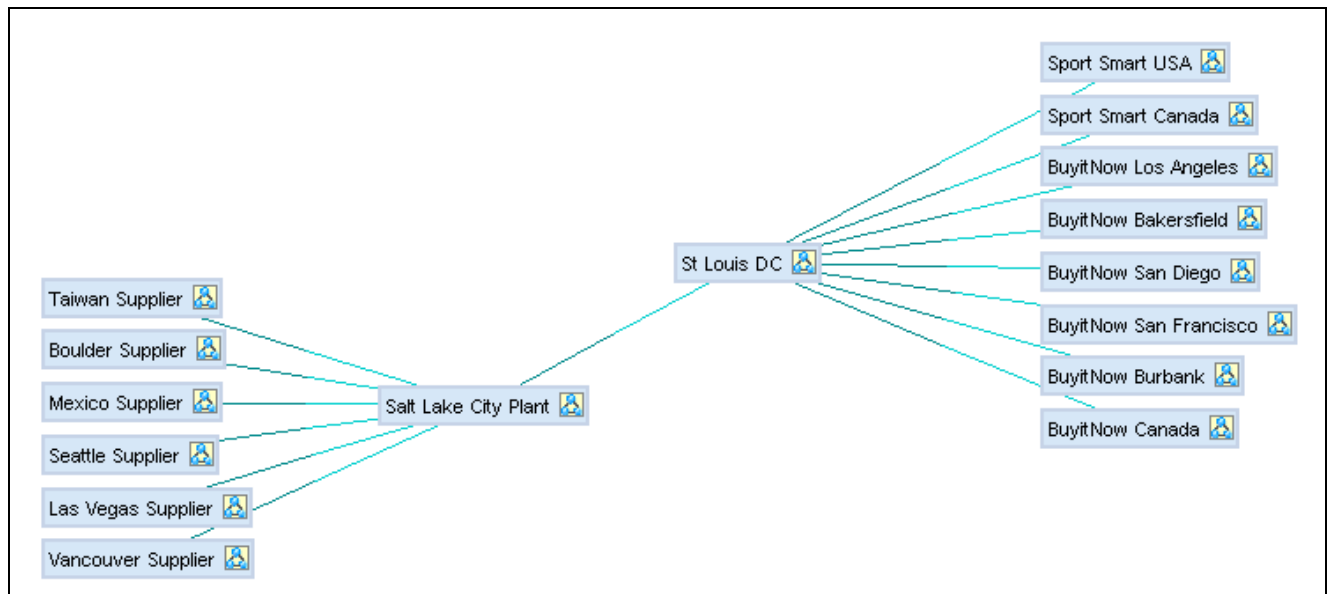 Sport Smart USA
Sport Smart Canada
BuyitNow Los Angeles
BuyitNow Bakersfield
St Louis DC
BuyitNow San Diego
Taiwan Supplier
BuyitNow San Francisco
Boulder Supplier
BuyitNow Burbank
Mexico Supplier
Salt Lake City Plant
BuyitNow Canada
Seattle Supplier
Las Vegas Supplier
Vancouver Supplier